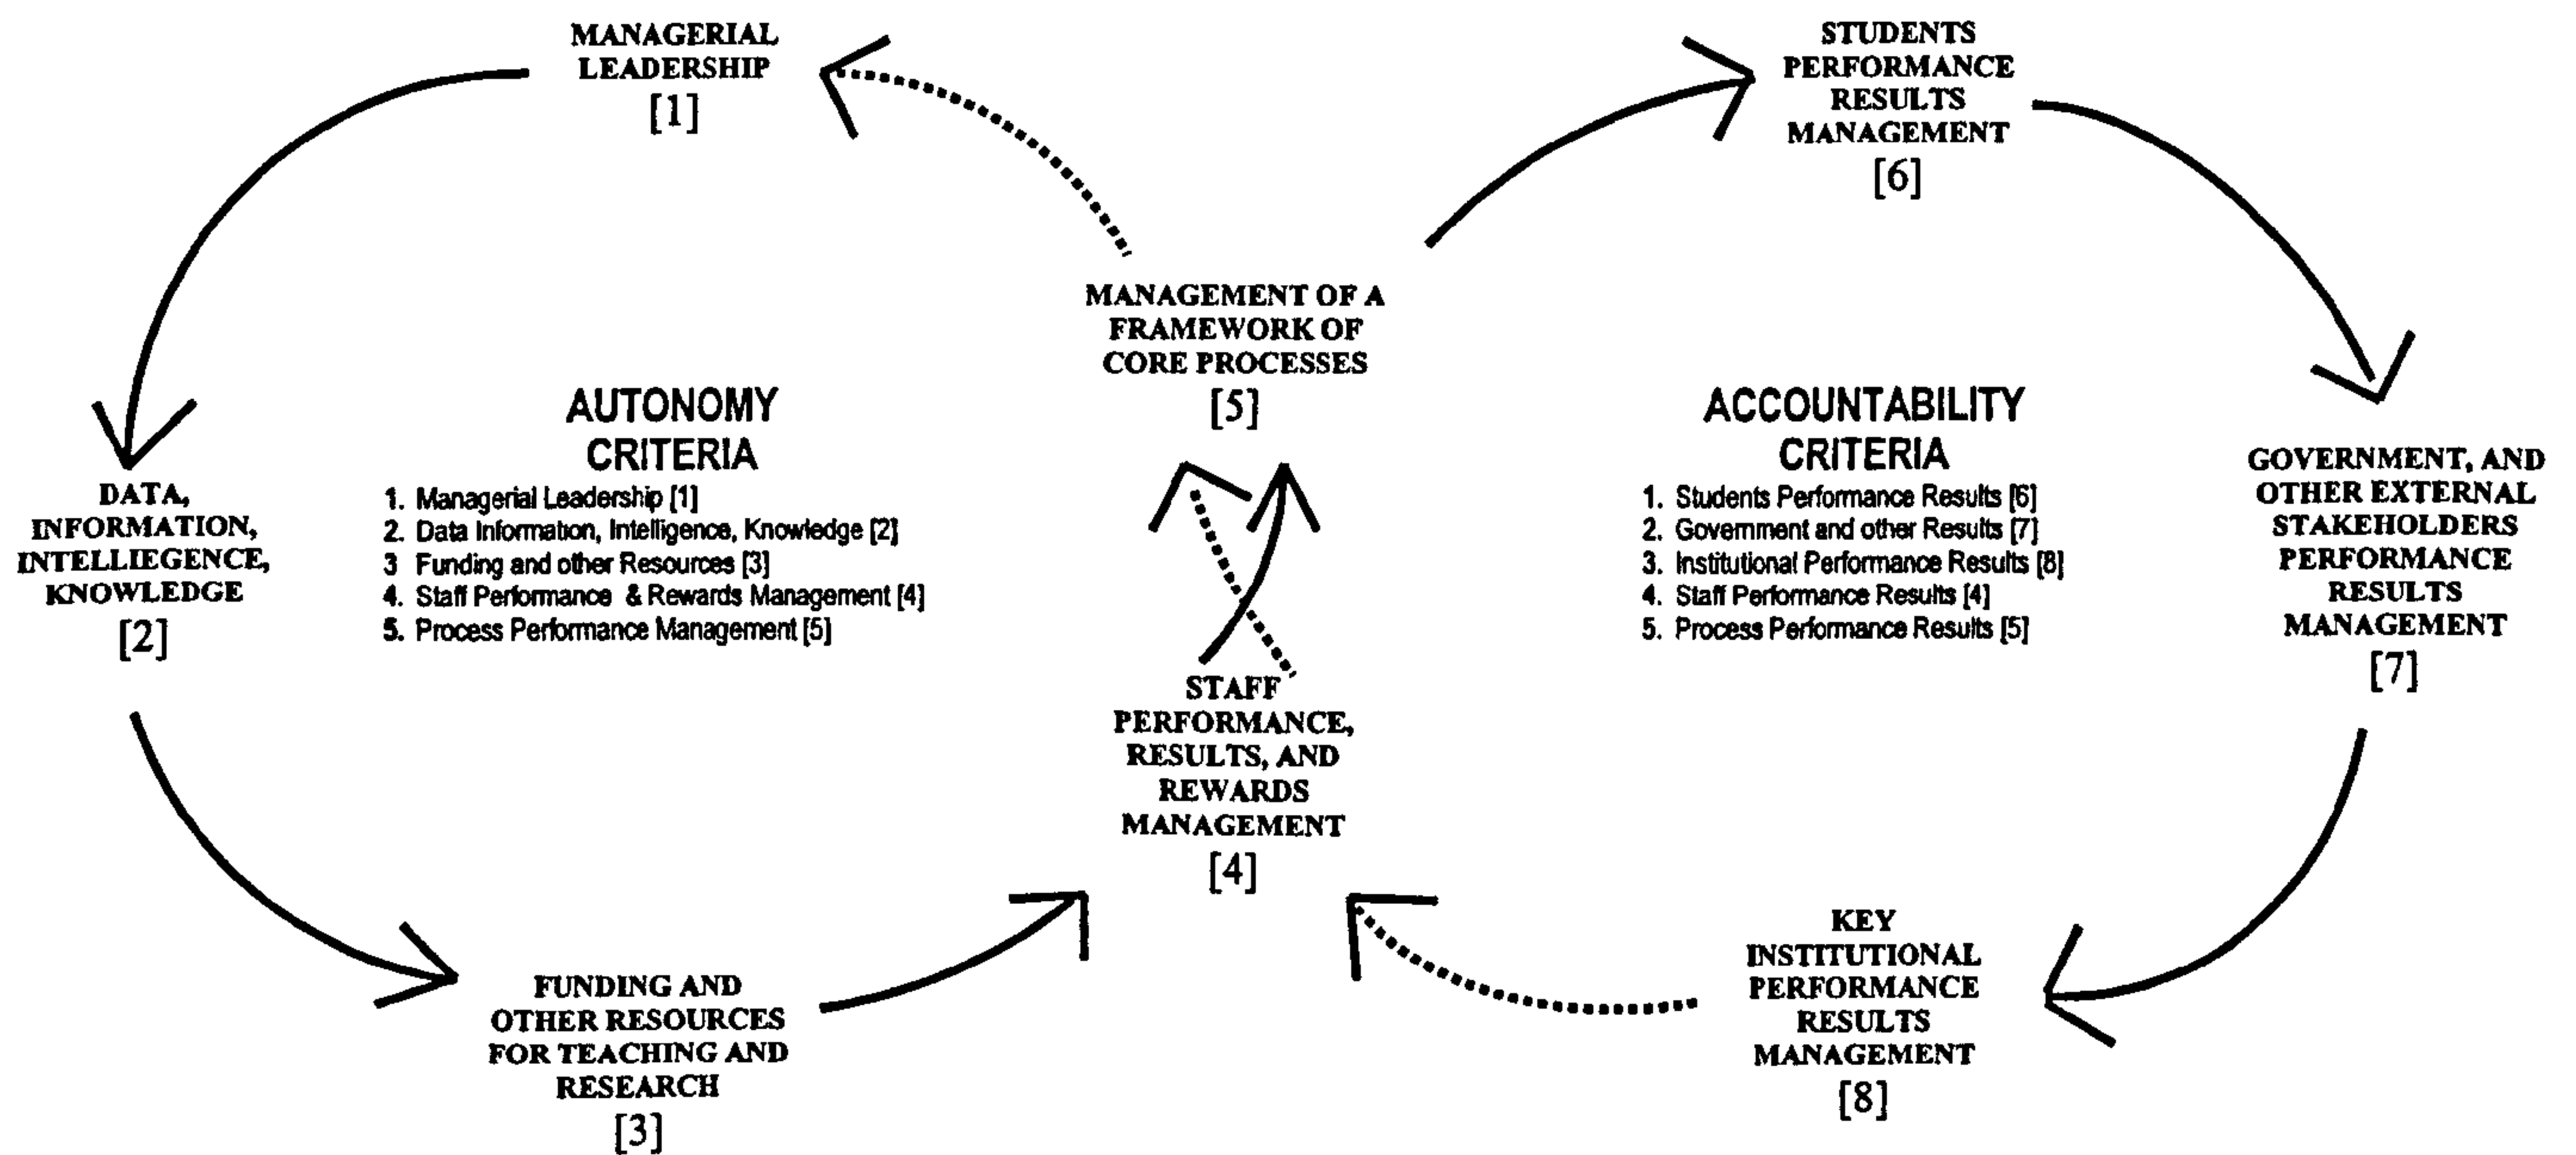 MANAGERIAL
LEADERSHIP
[1]
STUDENTS
PERFORMANCE
RESULTS
MANAGEMENT
[6]
MANAGEMENT OF A
FRAMEWORK OF
CORE PROCESSES
[5]
DATA,
INFORMATION,
INTELLIEGENCE,
KNOWLEDGE
[2]
AUTONOMY
CRITERIA
1. Managerial Leadership [1]
2. Data Information, Intelligence, Knowledge [2]
3 Funding and other Resources [3]
4. Staff Performance & Rewards Management [4]
5. Process Performance Management [5]
ACCOUNTABILITY
CRITERIA
1. Students Performance Results [6]
2. Government and other Results [7]
3. Institutional Performance Results [8]
4. Staff Performance Results [4]
5. Process Performance Results [5]
GOVERNMENT, AND
OTHER EXTERNAL
STAKEHOLDERS
PERFORMANCE
RESULTS
MANAGEMENT
[7]
STAFF
PERFORMANCE,
RESULTS, AND
REWARDS
MANAGEMENT
[4]
FUNDING AND
OTHER RESOURCES
FOR TEACHING AND
RESEARCH
[3]
KEY
INSTITUTIONAL
PERFORMANCE
RESULTS
MANAGEMENT
[8]